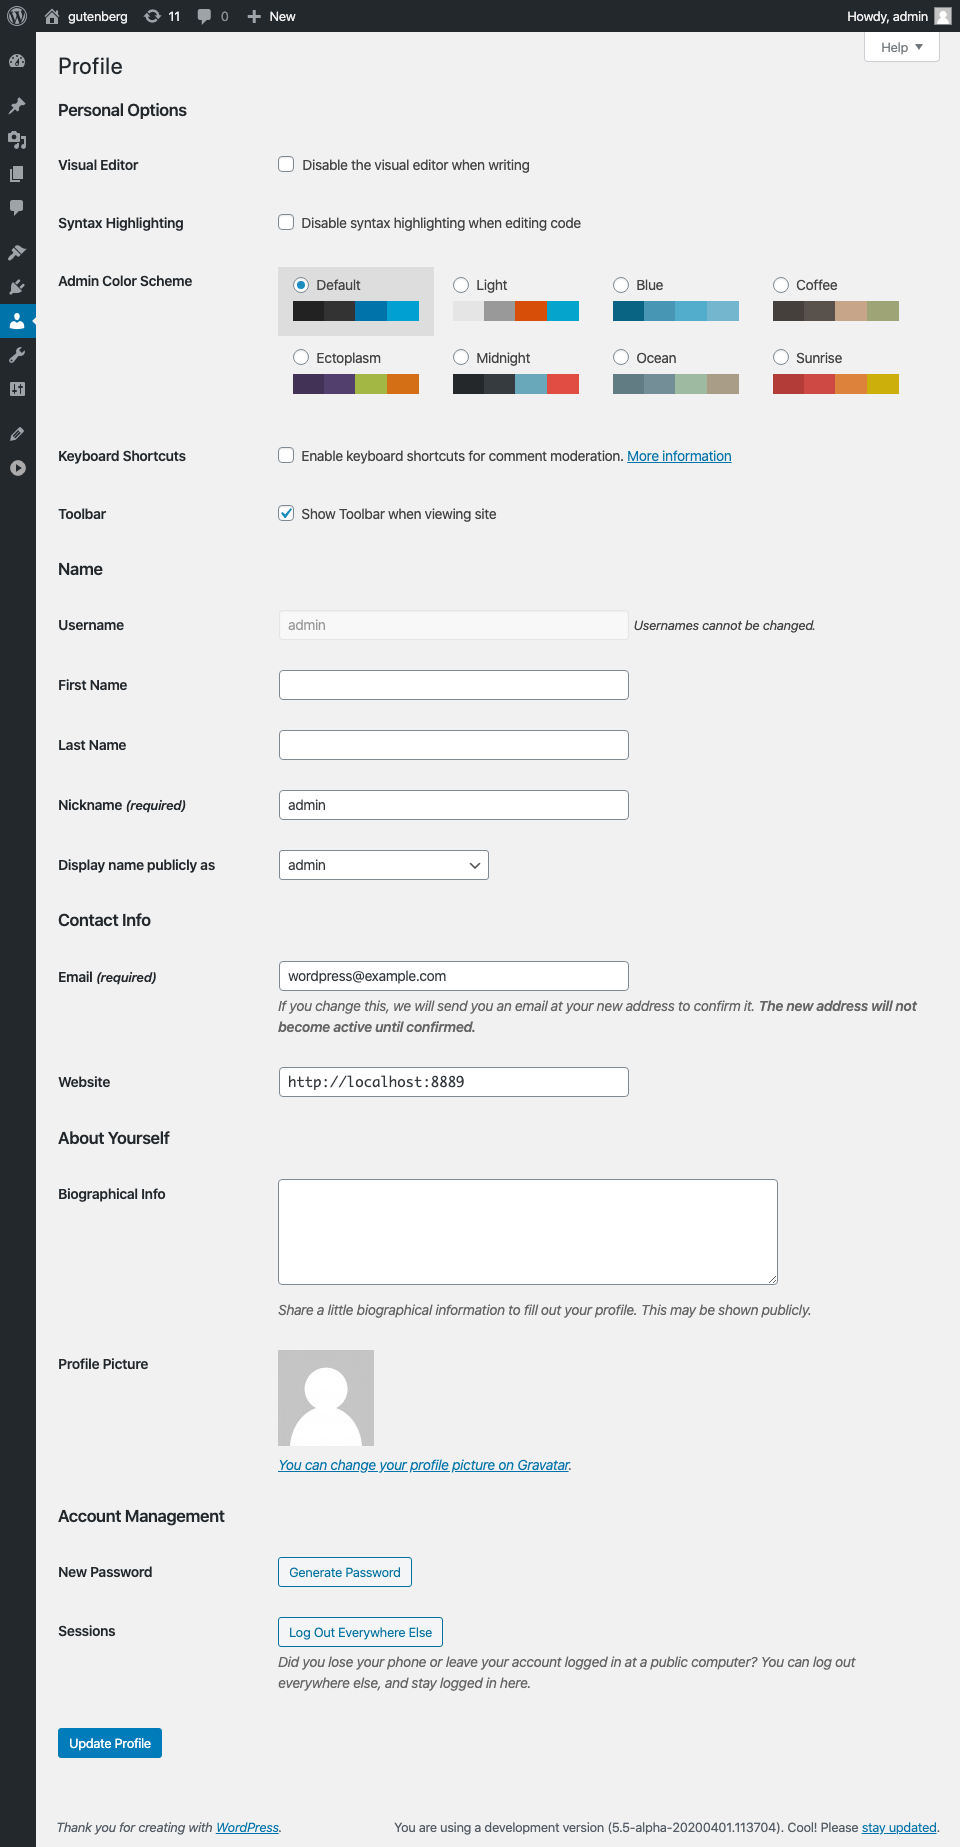 gutenberg 11 0 New Howdy, admin
Help
Profile
Personal Options
Visual Editor Disable the visual editor when writing
Syntax Highlighting Disable syntax highlighting when editing code
Admin Color Scheme Default Light Blue Coffee
Ectoplasm Midnight Ocean Sunrise
Keyboard Shortcuts Enable keyboard shortcuts for comment moderation. More information
Toolbar Show Toolbar when viewing site
Name
Username admin Usernames cannot be changed.
First Name
Last Name
Nickname (required) admin
Display name publicly as admin
Contact Info
Email (required) wordpress@example.com
If you change this, we will send you an email at your new address to confirm it. The new address will not
become active until confirmed.
Website http://localhost:8889
About Yourself
Biographical Info
Share a little biographical information to fill out your profile. This may be shown publicly.
Profile Picture
You can change your profile picture on Gravatar.
Account Management
New Password Generate Password
Sessions Log Out Everywhere Else
Did you lose your phone or leave your account logged in at a public computer? You can log out
everywhere else, and stay logged in here.
Update Profile
Thank you for creating with WordPress. You are using a development version (5.5-alpha-20200401.113704). Cool! Please stay updated.